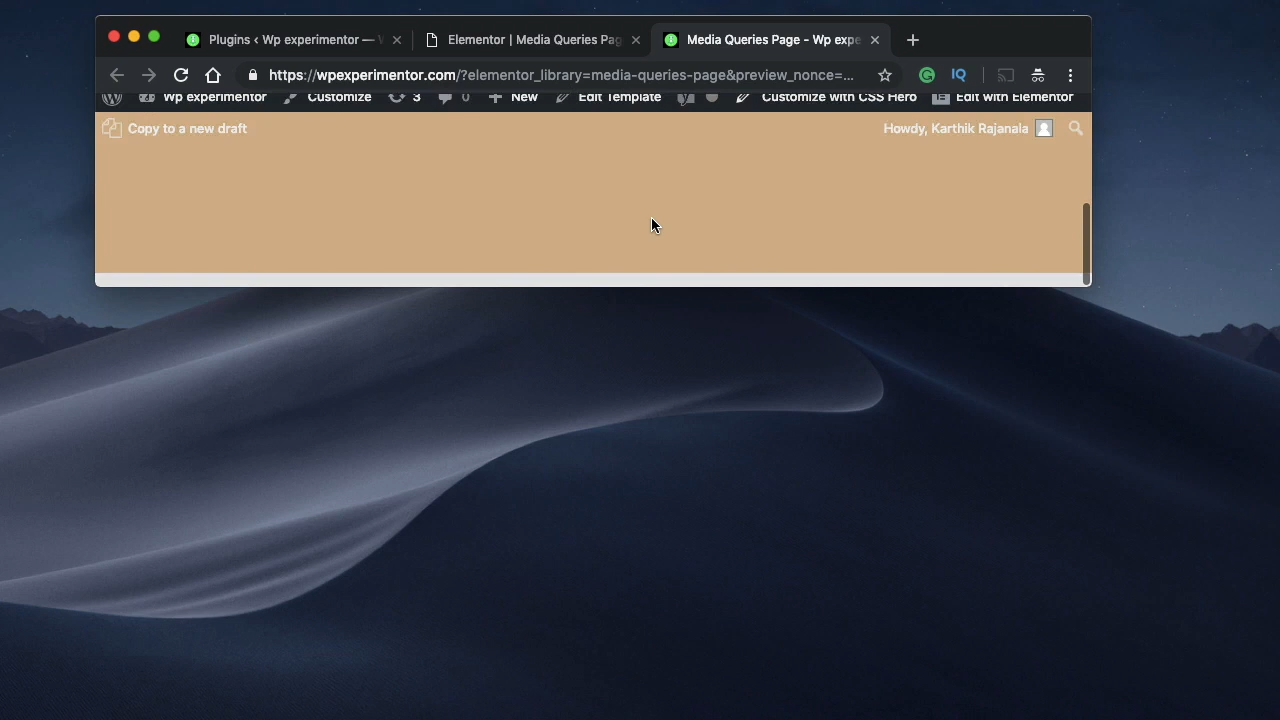 Plugins ‹ Wp experimentor — W
Elementor | Media Queries Pag
Media Queries Page - Wp expe
https://wpexperimentor.com/?elementor_library=media-queries-page&preview_nonce=...
IQ
Wp experimentor Customize 3 0 New Edit Template Customize with CSS Hero Edit with Elementor
Copy to a new draft Howdy, Karthik Rajanala